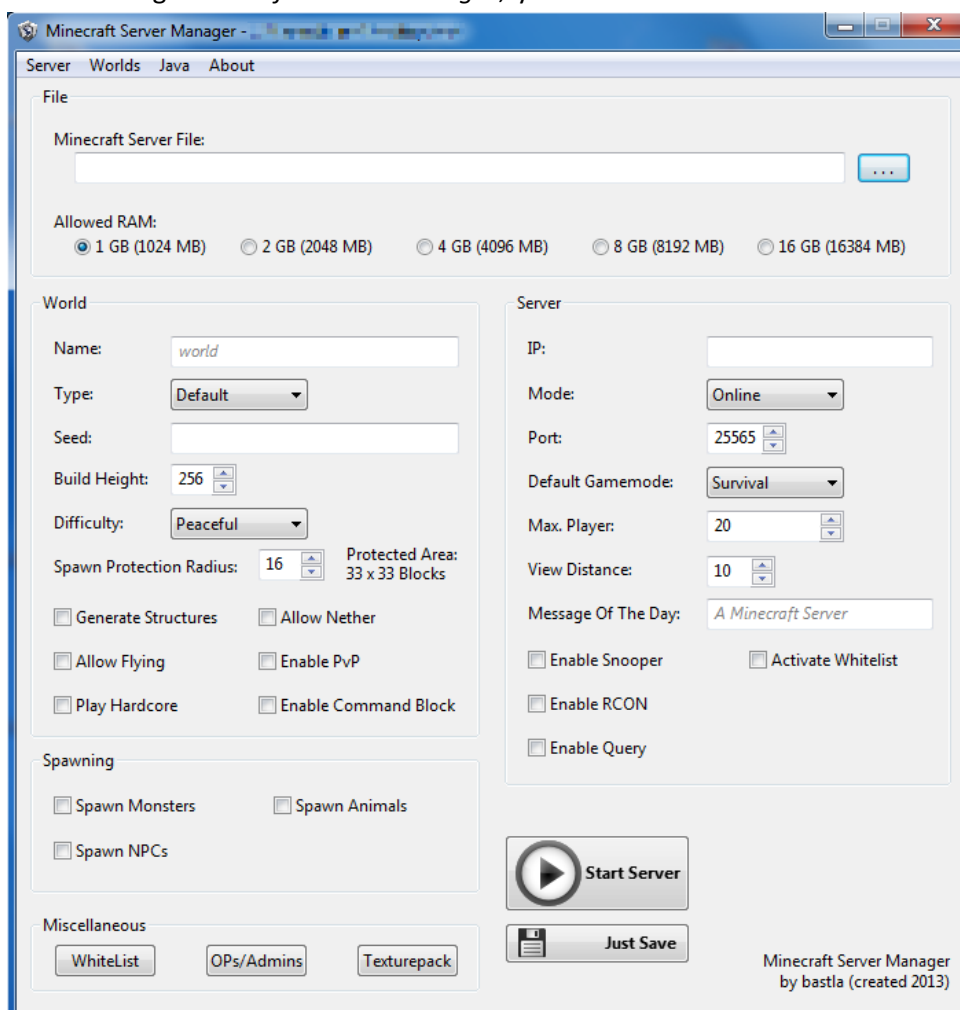 Minecraft Server Manager -
Server Worlds Java About
File
Minecraft Server File:
...
Allowed RAM:
1 GB (1024 MB) 2 GB (2048 MB) 4 GB (4096 MB) 8 GB (8192 MB) 16 GB (16384 MB)
World
Name: world
Type: Default
Seed:
Build Height: 256
Difficulty: Peaceful
Spawn Protection Radius: 16 Protected Area:
33 x 33 Blocks
Generate Structures Allow Nether
Allow Flying Enable PvP
Play Hardcore Enable Command Block
Server
IP:
Mode: Online
Port: 25565
Default Gamemode: Survival
Max. Player: 20
View Distance: 10
Message Of The Day: A Minecraft Server
Enable Snooper Activate Whitelist
Enable RCON
Enable Query
Spawning
Spawn Monsters Spawn Animals
Spawn NPCs
Start Server
Just Save
Miscellaneous
WhiteList OPs/Admins Texturepack
Minecraft Server Manager
by bastla (created 2013)